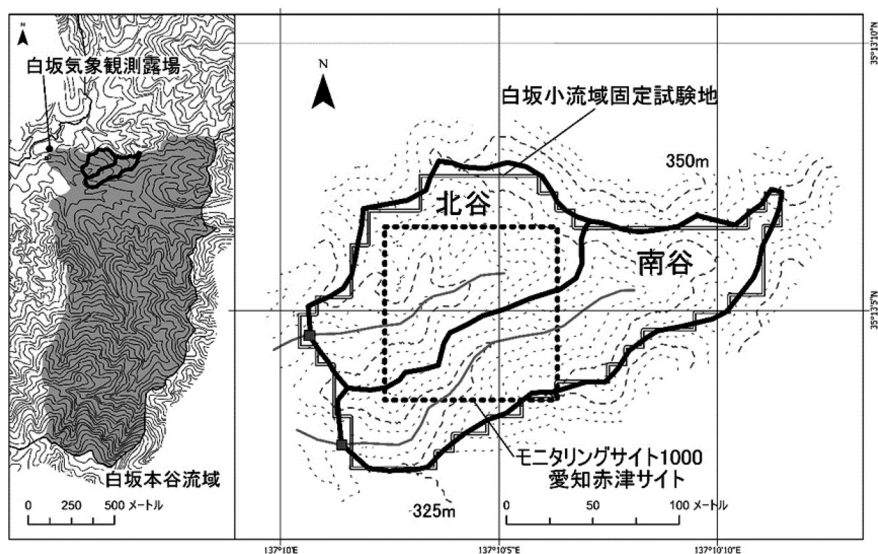 N
白坂気象観測露場
白坂本谷流域
0 250 500 メートル
N
白坂小流域固定試験地
350m
北谷
南谷
モニタリングサイト1000
愛知赤津サイト
325m
0 50 100 メートル
137°10'E
137°10'5"E
137°10'10"E
35°13'10"N
35°13'5"N